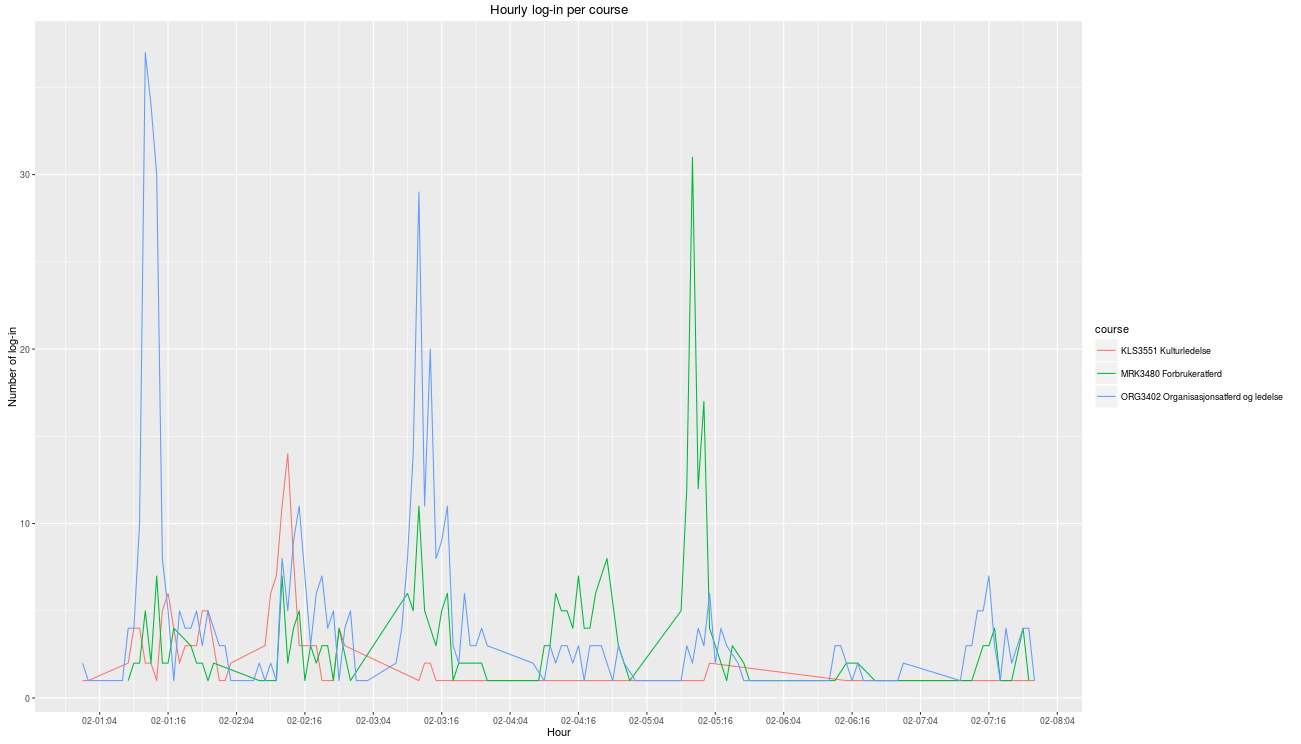 Hourly log-in per course
Number of log-in
30
20
10
0
02-01:04 02-01:16 02-02:04 02-02:16 02-03:04 02-03:16 02-04:04 02-04:16 02-05:04 02-05:16 02-06:04 02-06:16 02-07:04 02-07:16 02-08:04
Hour
course
KLS3551 Kulturledelse
MRK3480 Forbrukeratferd
ORG3402 Organisasjonsatferd og ledelse